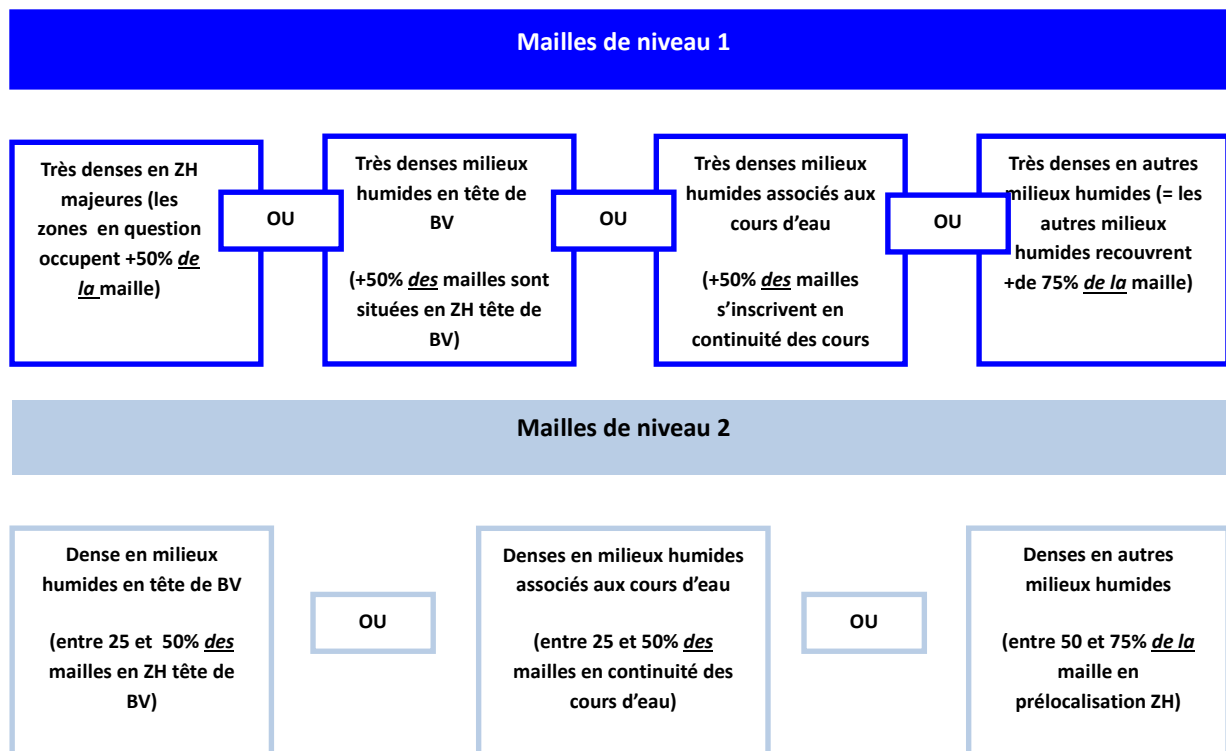 Mailles de niveau 1
Très denses en ZH
majeures (les
zones en question
occupent +50% de
la maille)
OU
Très denses milieux
humides en tête de
BV
(+50% des mailles sont
situées en ZH tête de
BV)
OU
Très denses milieux
humides associés aux
cours d'eau
(+50% des mailles
s'inscrivent en
continuité des cours
OU
Très denses en autres
milieux humides (= les
autres milieux
humides recouvrent
+de 75% de la maille)
Mailles de niveau 2
Dense en milieux
humides en tête de BV
(entre 25 et 50% des
mailles en ZH tête de
BV)
OU
Denses en milieux humides
associés aux cours d'eau
(entre 25 et 50% des
mailles en continuité des
cours d'eau)
OU
Denses en autres
milieux humides
(entre 50 et 75% de la
maille en
prélocalisation ZH)